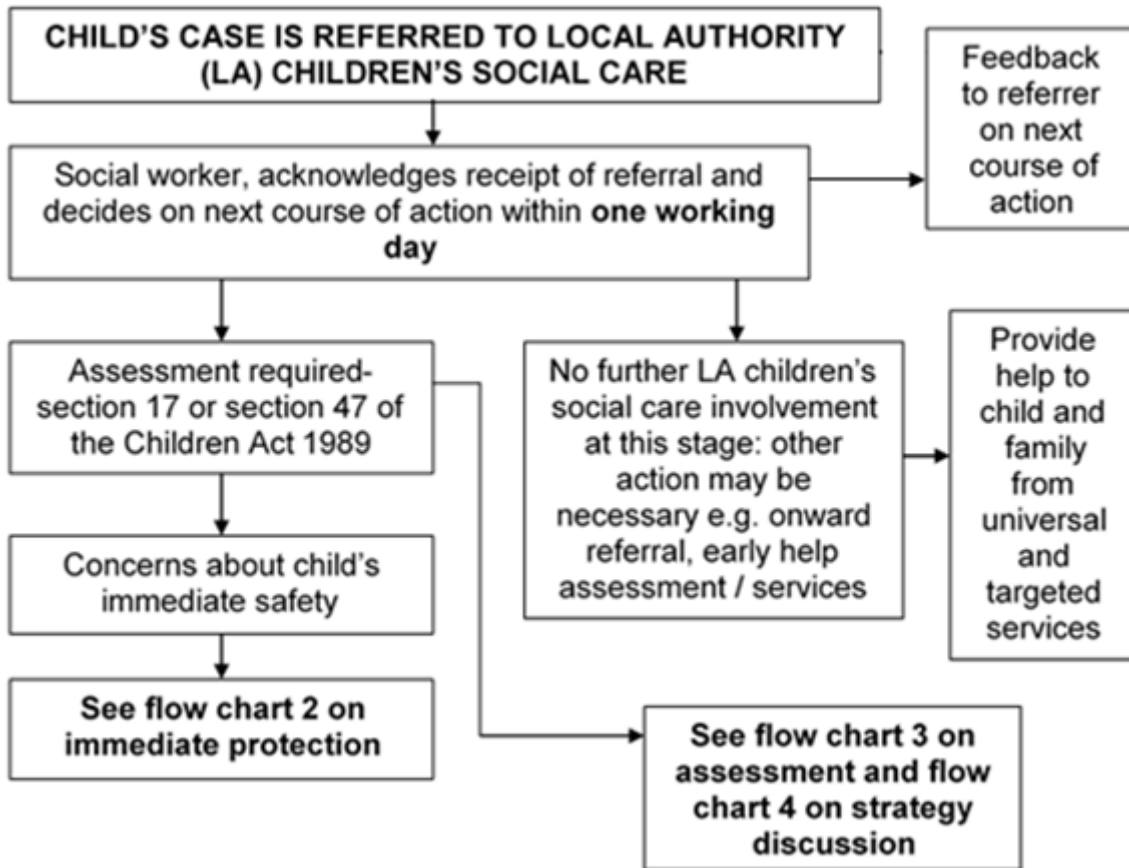 CHILD'S CASE IS REFERRED TO LOCAL AUTHORITY
(LA) CHILDREN'S SOCIAL CARE
Feedback
to referrer
on next
course of
action
Social worker, acknowledges receipt of referral and
decides on next course of action within one working
day
Assessment required-
section 17 or section 47 of
the Children Act 1989
No further LA children's
social care involvement
at this stage: other
action may be
necessary e.g. onward
referral, early help
assessment / services
Provide
help to
child and
family
from
universal
and
targeted
services
Concerns about child's
immediate safety
See flow chart 2 on
immediate protection
See flow chart 3 on
assessment and flow
chart 4 on strategy
discussion